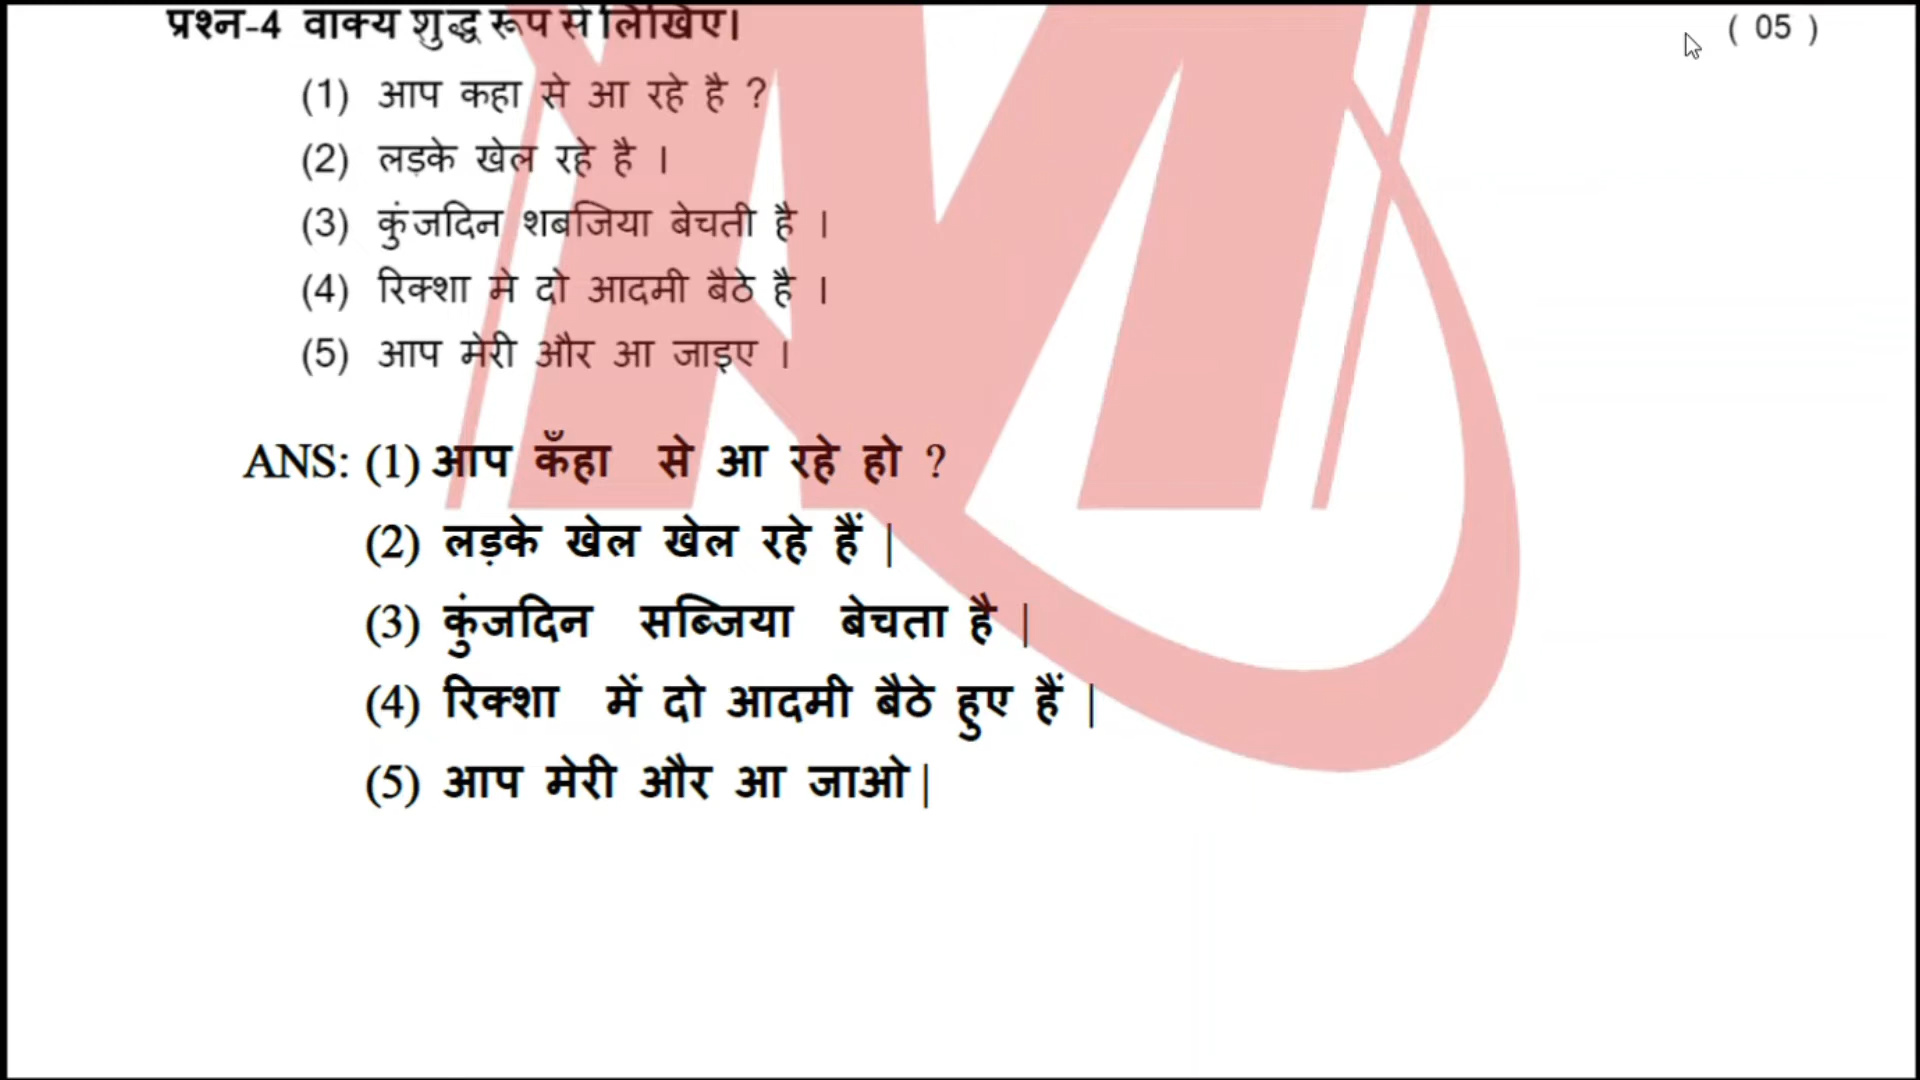 प्रश्न-4 वाक्य शुद्ध रूप से लिखिए। ( 05 )
(1) आप कहा से आ रहे है ?
(2) लड़के खेल रहे है ।
(3) कुंजदिन शबजिया बेचती है ।
(4) रिक्शा मे दो आदमी बैठे है ।
(5) आप मेरी और आ जाइए ।
ANS: (1) आप कँहा से आ रहे हो ?
(2) लड़के खेल खेल रहे हैं |
(3) कुंजदिन सब्जिया बेचता है |
(4) रिक्शा में दो आदमी बैठे हुए हैं |
(5) आप मेरी और आ जाओ |